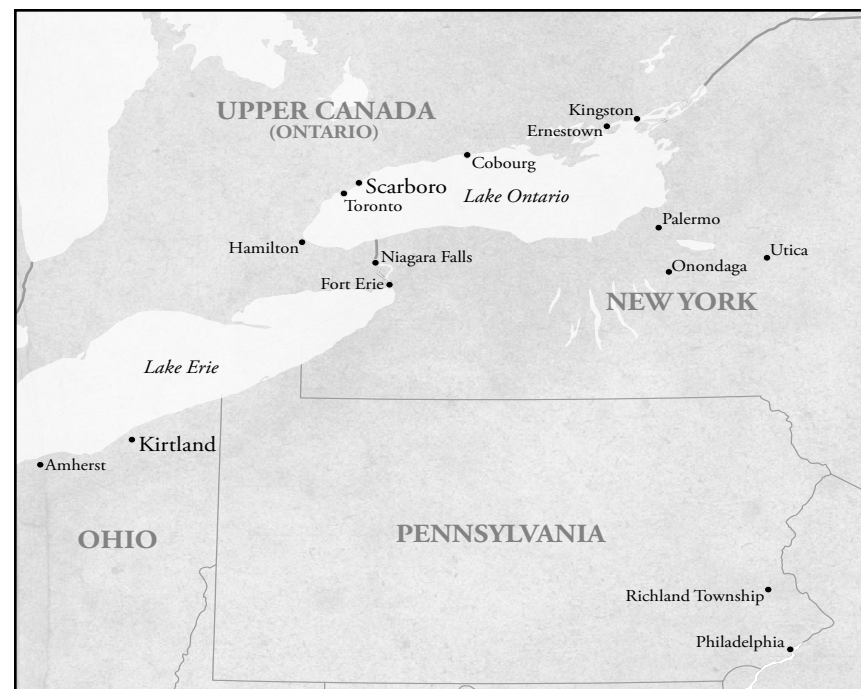 UPPER CANADA
(ONTARIO)
Kingston
Ernestown
Cobourg
Scarboro
Toronto
Lake Ontario
Palermo
Hamilton
Niagara Falls
Utica
Onondaga
Fort Erie
NEW YORK
Lake Erie
Kirtland
Amherst
OHIO
PENNSYLVANIA
Richland Township
Philadelphia